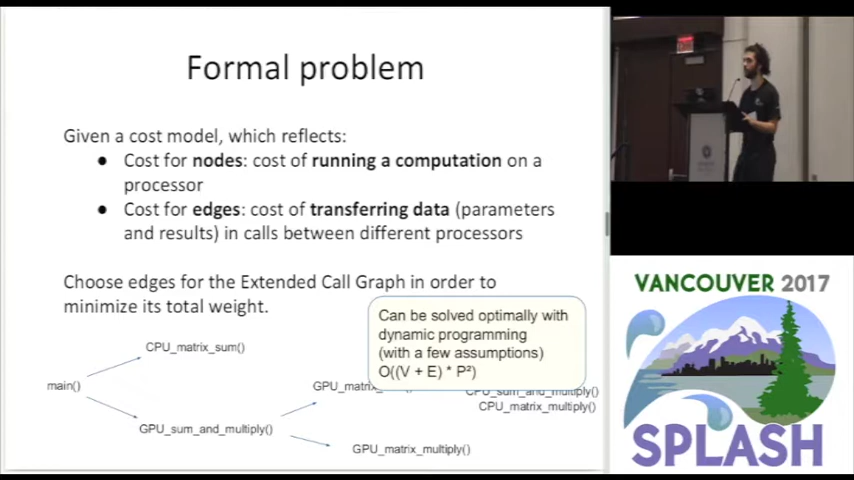 Formal problem
Given a cost model, which reflects:
● Cost for nodes: cost of running a computation on a
processor
● Cost for edges: cost of transferring data (parameters
and results) in calls between different processors
Choose edges for the Extended Call Graph in order to
minimize its total weight.
Can be solved optimally with
dynamic programming
(with a few assumptions)
O((V + E) * P²)
CPU_matrix_sum()
main()
GPU_matrix_
CPU_sum_and_multiply()
CPU_matrix_multiply()
GPU_sum_and_multiply()
GPU_matrix_multiply()
VANCOUVER 2017
SPLASH